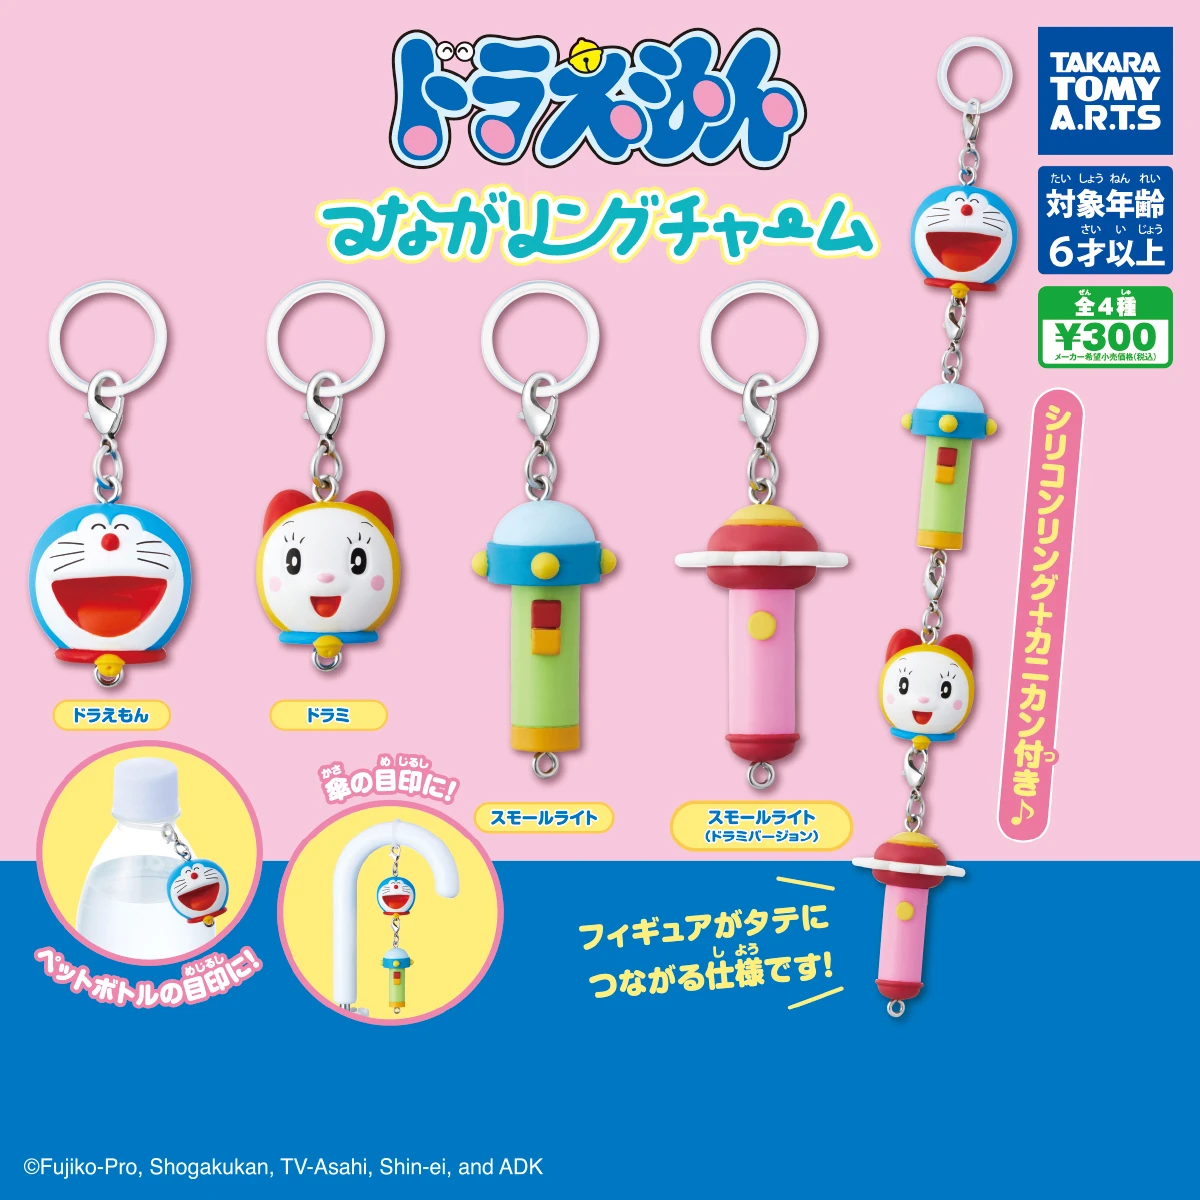 ドラえもん
つながリングチャーム
TAKARA
TOMY
A.R.T.S
たい しょう ねん れい
対象年齢
さい い じょう
6才以上
ぜん しゅ
全4種
¥300
メーカー希望小売価格(税込)
シリコンリング+カニカン付き♪
つ
ドラえもん
ドラミ
スモールライト
スモールライト
(ドラミバージョン)
めじるし
ペットボトルの目印に!
かさ め じるし
傘の目印に!
フィギュアがタテに
し よう
つながる仕様です!
©Fujiko-Pro, Shogakukan, TV-Asahi, Shin-ei, and ADK